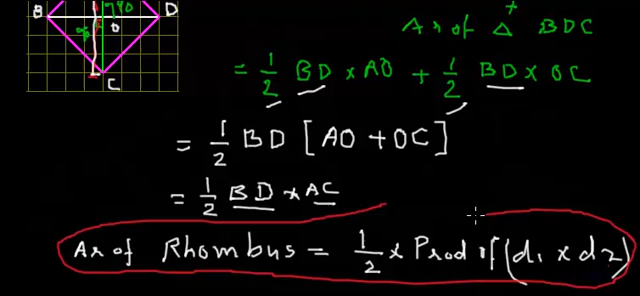 B 90 D
90 O
C
+
Ar of Δ BDC
= 1/2 BD × AO + 1/2 BD × OC
= 1/2 BD [AO + OC]
= 1/2 BD × AC
Ar of Rhombus = 1/2 × Prod of (d1 × d2)